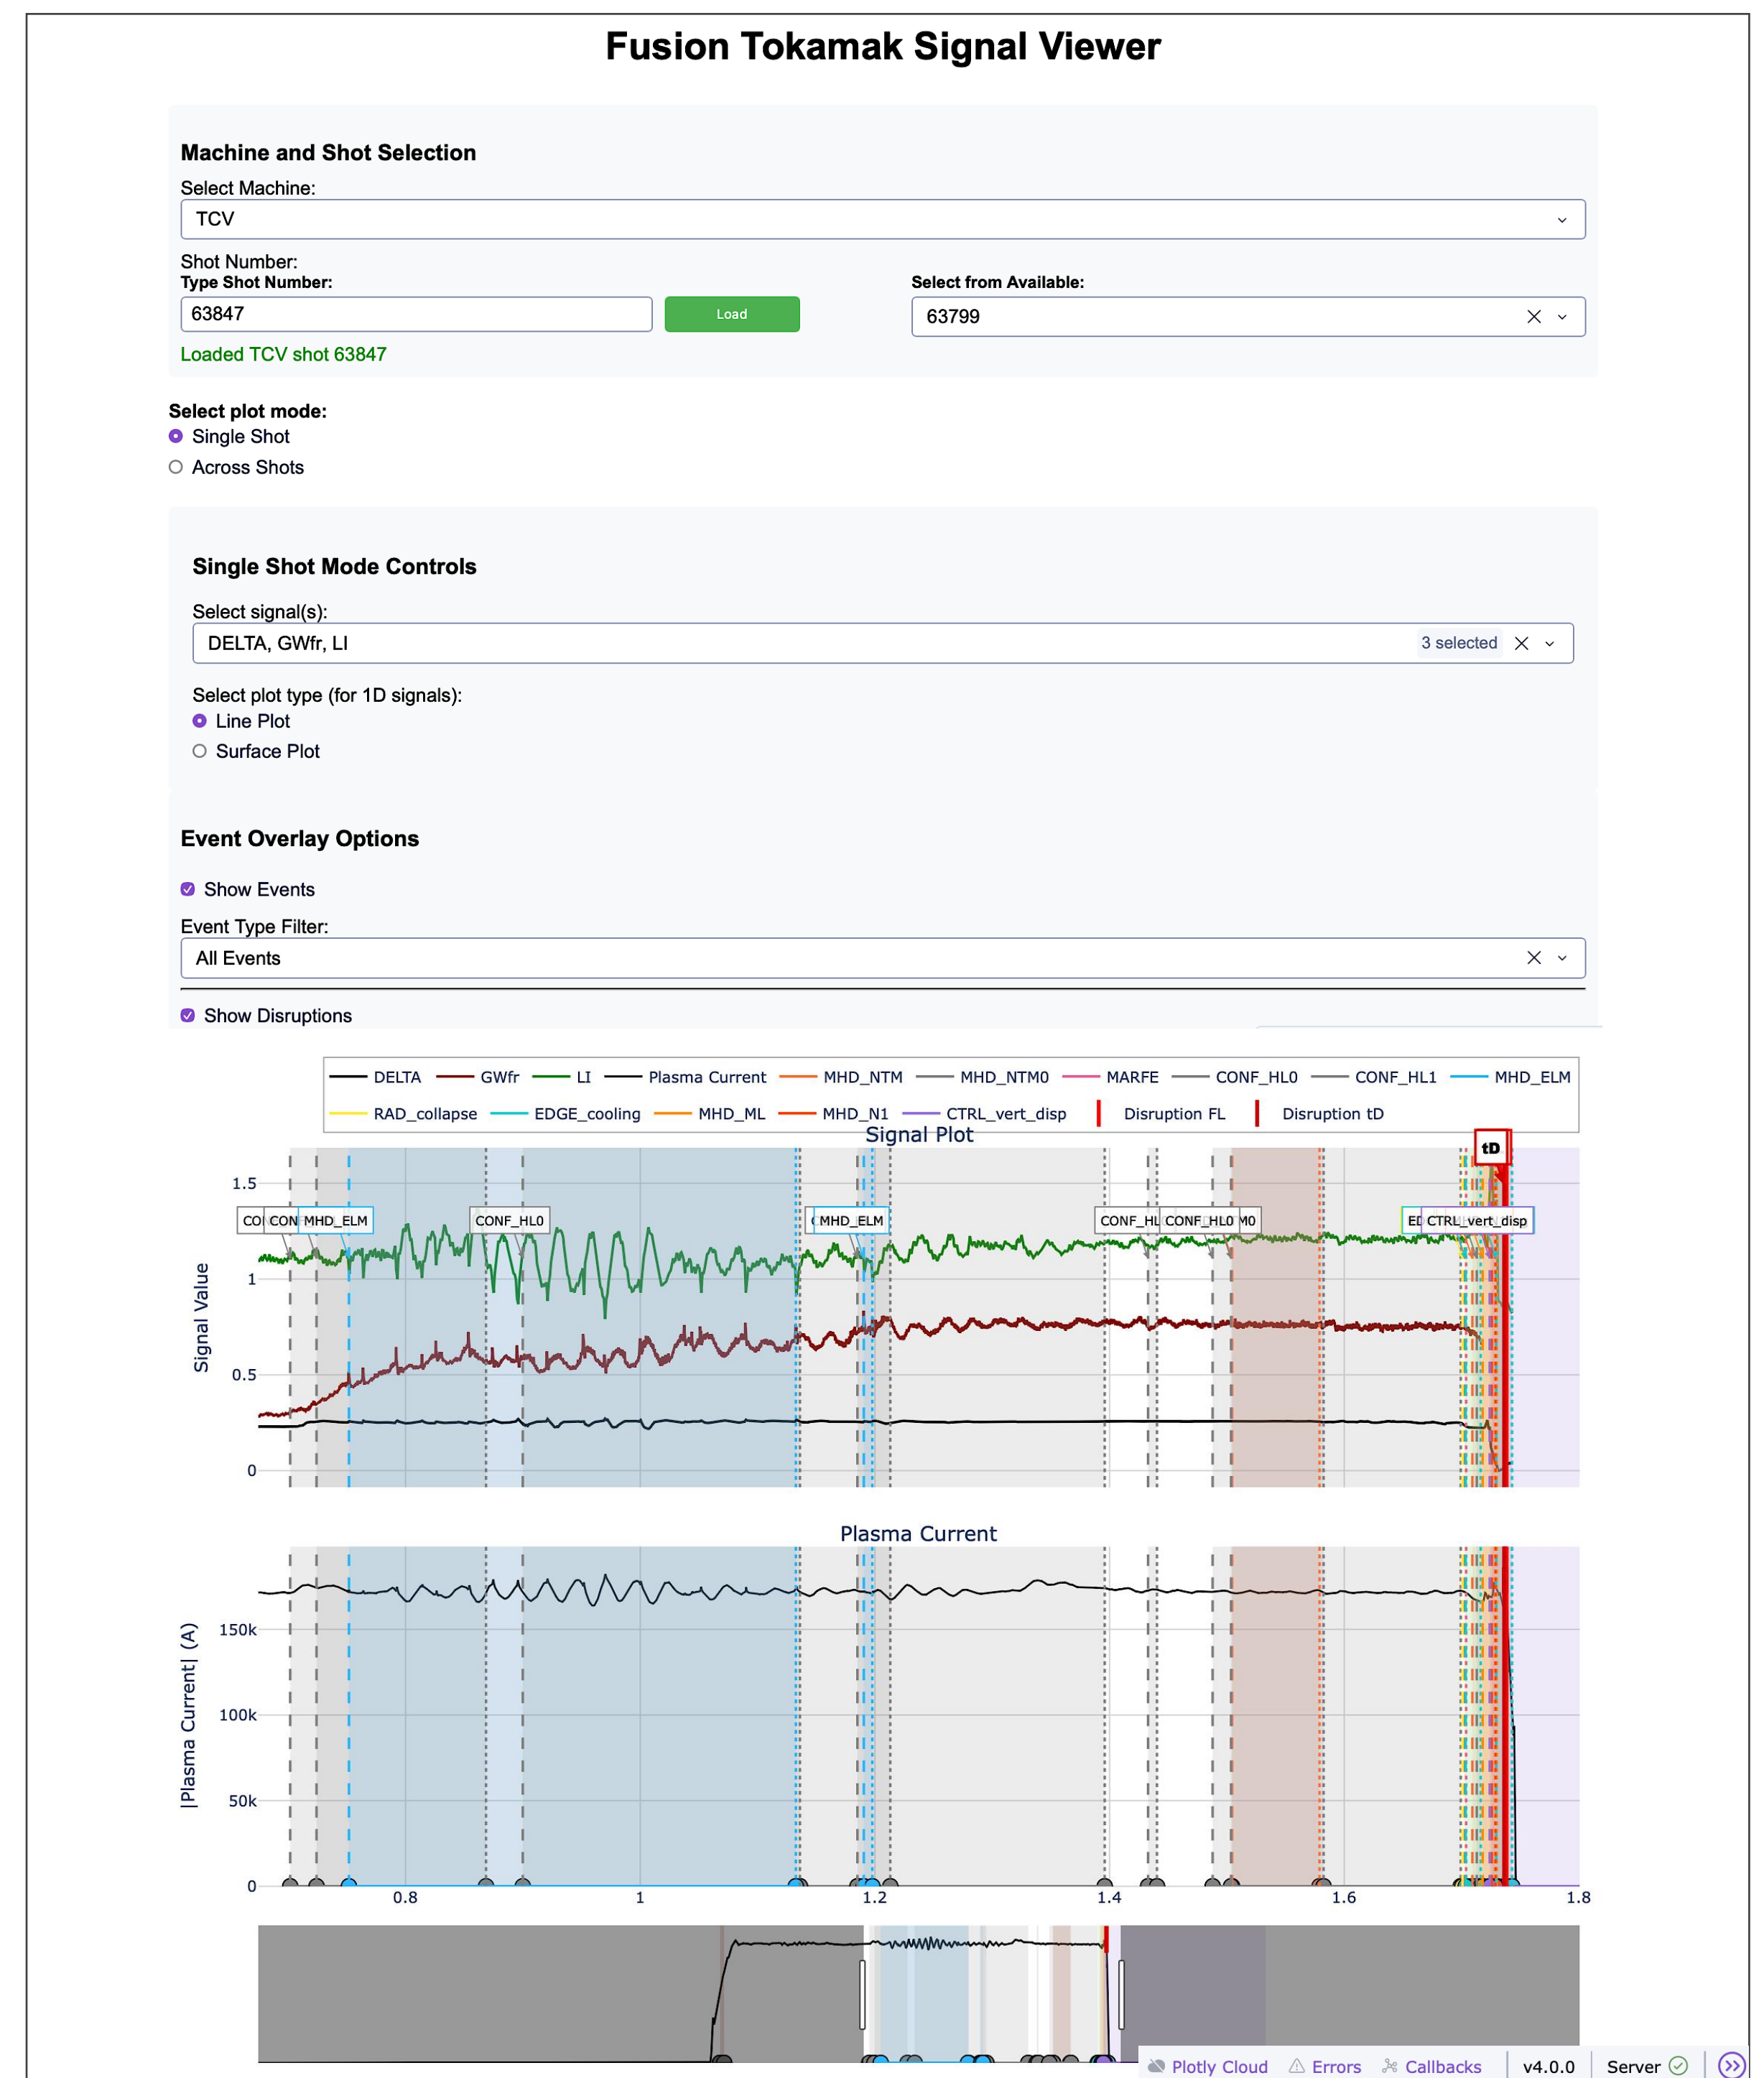 Fusion Tokamak Signal Viewer
Machine and Shot Selection
Select Machine:
TCV
Shot Number:
Type Shot Number:
Select from Available:
63847
Load
63799
Loaded TCV shot 63847
Select plot mode:
Single Shot
Across Shots
Single Shot Mode Controls
Select signal(s):
DELTA, GWfr, LI
3 selected
Select plot type (for 1D signals):
Line Plot
Surface Plot
Event Overlay Options
Show Events
Event Type Filter:
All Events
Show Disruptions
DELTA GWfr LI Plasma Current MHD_NTM MHD_NTM0 MARFE CONF_HL0 CONF_HL1 MHD_ELM
RAD_collapse EDGE_cooling MHD_ML MHD_N1 CTRL_vert_disp Disruption FL Disruption tD
Signal Plot
tD
1.5
MHD_ELM CONF_HL0 MHD_ELM CONF_HL CONF_HL0 M0 CTRL_vert_disp
1
0.5
0
Signal Value
Plasma Current
150k
100k
50k
0
|Plasma Current| (A)
0.8 1 1.2 1.4 1.6 1.8
Plotly Cloud Errors Callbacks v4.0.0 Server